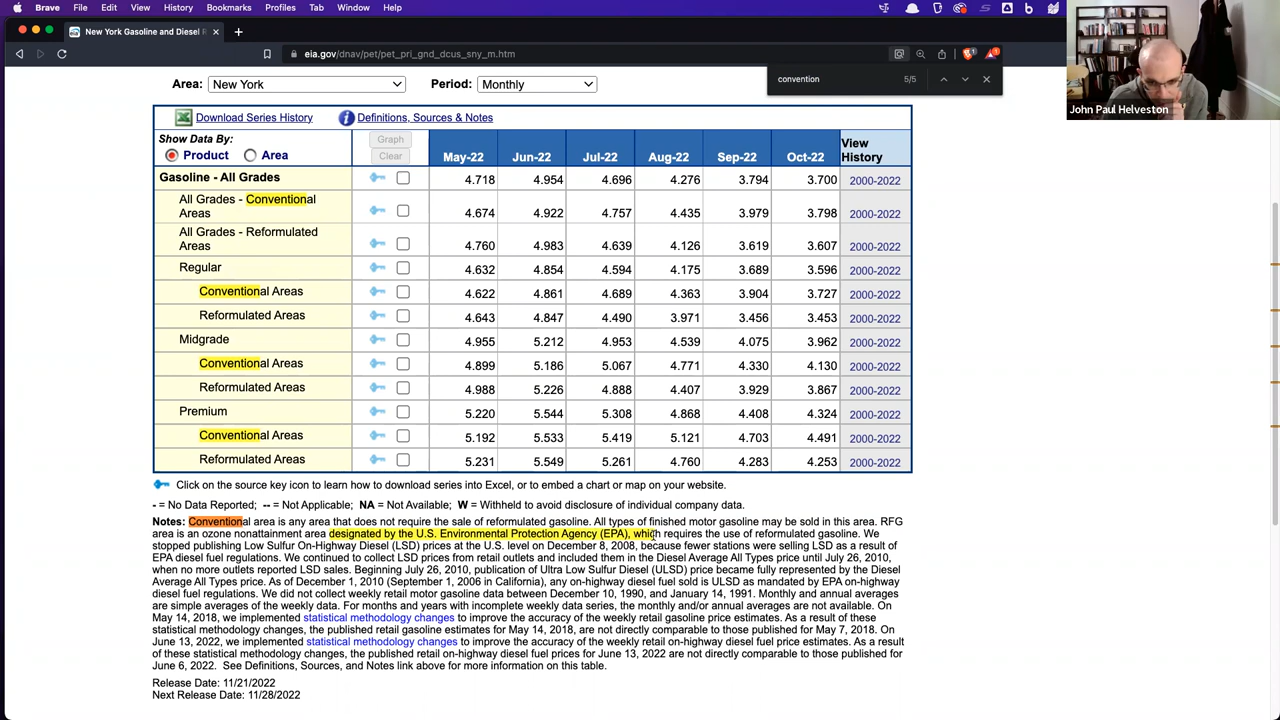 Brave File Edit View History Bookmarks People Tab Window Help
New York Gasoline and Diesel R
eia.gov/dnav/pet/pet_pri_gnd_dcus_sny_m.htm
convention 5/5
John Paul Helveston
Area: New York Period: Monthly
Download Series History Definitions, Sources & Notes
Show Data By:
Product Area
Graph
Clear
May-22 Jun-22 Jul-22 Aug-22 Sep-22 Oct-22 View History
Gasoline - All Grades 4.718 4.954 4.696 4.276 3.794 3.700 2000-2022
All Grades - Conventional Areas 4.674 4.922 4.757 4.435 3.979 3.798 2000-2022
All Grades - Reformulated Areas 4.760 4.983 4.639 4.126 3.619 3.607 2000-2022
Regular 4.632 4.854 4.594 4.175 3.689 3.596 2000-2022
Conventional Areas 4.622 4.861 4.689 4.363 3.904 3.727 2000-2022
Reformulated Areas 4.643 4.847 4.490 3.971 3.456 3.453 2000-2022
Midgrade 4.955 5.212 4.953 4.539 4.075 3.962 2000-2022
Conventional Areas 4.899 5.186 5.067 4.771 4.330 4.130 2000-2022
Reformulated Areas 4.988 5.226 4.888 4.407 3.929 3.867 2000-2022
Premium 5.220 5.544 5.308 4.868 4.408 4.324 2000-2022
Conventional Areas 5.192 5.533 5.419 5.121 4.703 4.491 2000-2022
Reformulated Areas 5.231 5.549 5.261 4.760 4.283 4.253 2000-2022
Click on the source key icon to learn how to download series into Excel, or to embed a chart or map on your website.
- = No Data Reported; -- = Not Applicable; NA = Not Available; W = Withheld to avoid disclosure of individual company data.
Notes: Conventional area is any area that does not require the sale of reformulated gasoline. All types of finished motor gasoline may be sold in this area. RFG
area is an ozone nonattainment area designated by the U.S. Environmental Protection Agency (EPA), which requires the use of reformulated gasoline. We
stopped publishing Low Sulfur On-Highway Diesel (LSD) prices at the U.S. level on December 8, 2008, because fewer stations were selling LSD as a result of
EPA diesel fuel regulations. We continued to collect LSD prices from retail outlets and included them in the Diesel Average All Types price until July 26, 2010,
when no more outlets reported LSD sales. Beginning July 26, 2010, publication of Ultra Low Sulfur Diesel (ULSD) price became fully represented by the Diesel
Average All Types price. As of December 1, 2010 (September 1, 2006 in California), any on-highway diesel fuel sold is ULSD as mandated by EPA on-highway
diesel fuel regulations. We did not collect weekly retail motor gasoline data between December 10, 1990, and January 14, 1991. Monthly and annual averages
are simple averages of the weekly data. For months and years with incomplete weekly data series, the monthly and/or annual averages are not available. On
May 14, 2018, we implemented statistical methodology changes to improve the accuracy of the weekly retail gasoline price estimates. As a result of these
statistical methodology changes, the published retail gasoline estimates for May 14, 2018, are not directly comparable to those published for May 7, 2018. On
June 13, 2022, we implemented statistical methodology changes to improve the accuracy of the weekly retail on-highway diesel fuel price estimates. As a result
of these statistical methodology changes, the published retail on-highway diesel fuel prices for June 13, 2022 are not directly comparable to those published for
June 6, 2022. See Definitions, Sources, and Notes link above for more information on this table.
Release Date: 11/21/2022
Next Release Date: 11/28/2022